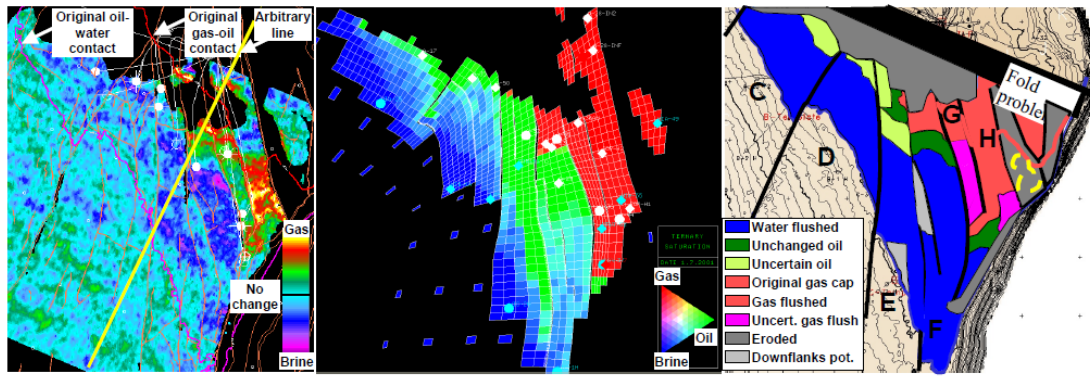 Original oil-
water
contact
Original
gas-oil
contact
Arbitrary
line
Gas
No
change
Brine
TERNARY
SATURATION
Gas
Oil
Brine
Fold
C
D
E
F
G
H
Water flushed
Unchanged oil
Uncertain oil
Original gas cap
Gas flushed
Uncert. gas flush
Eroded
Downflanks pot.